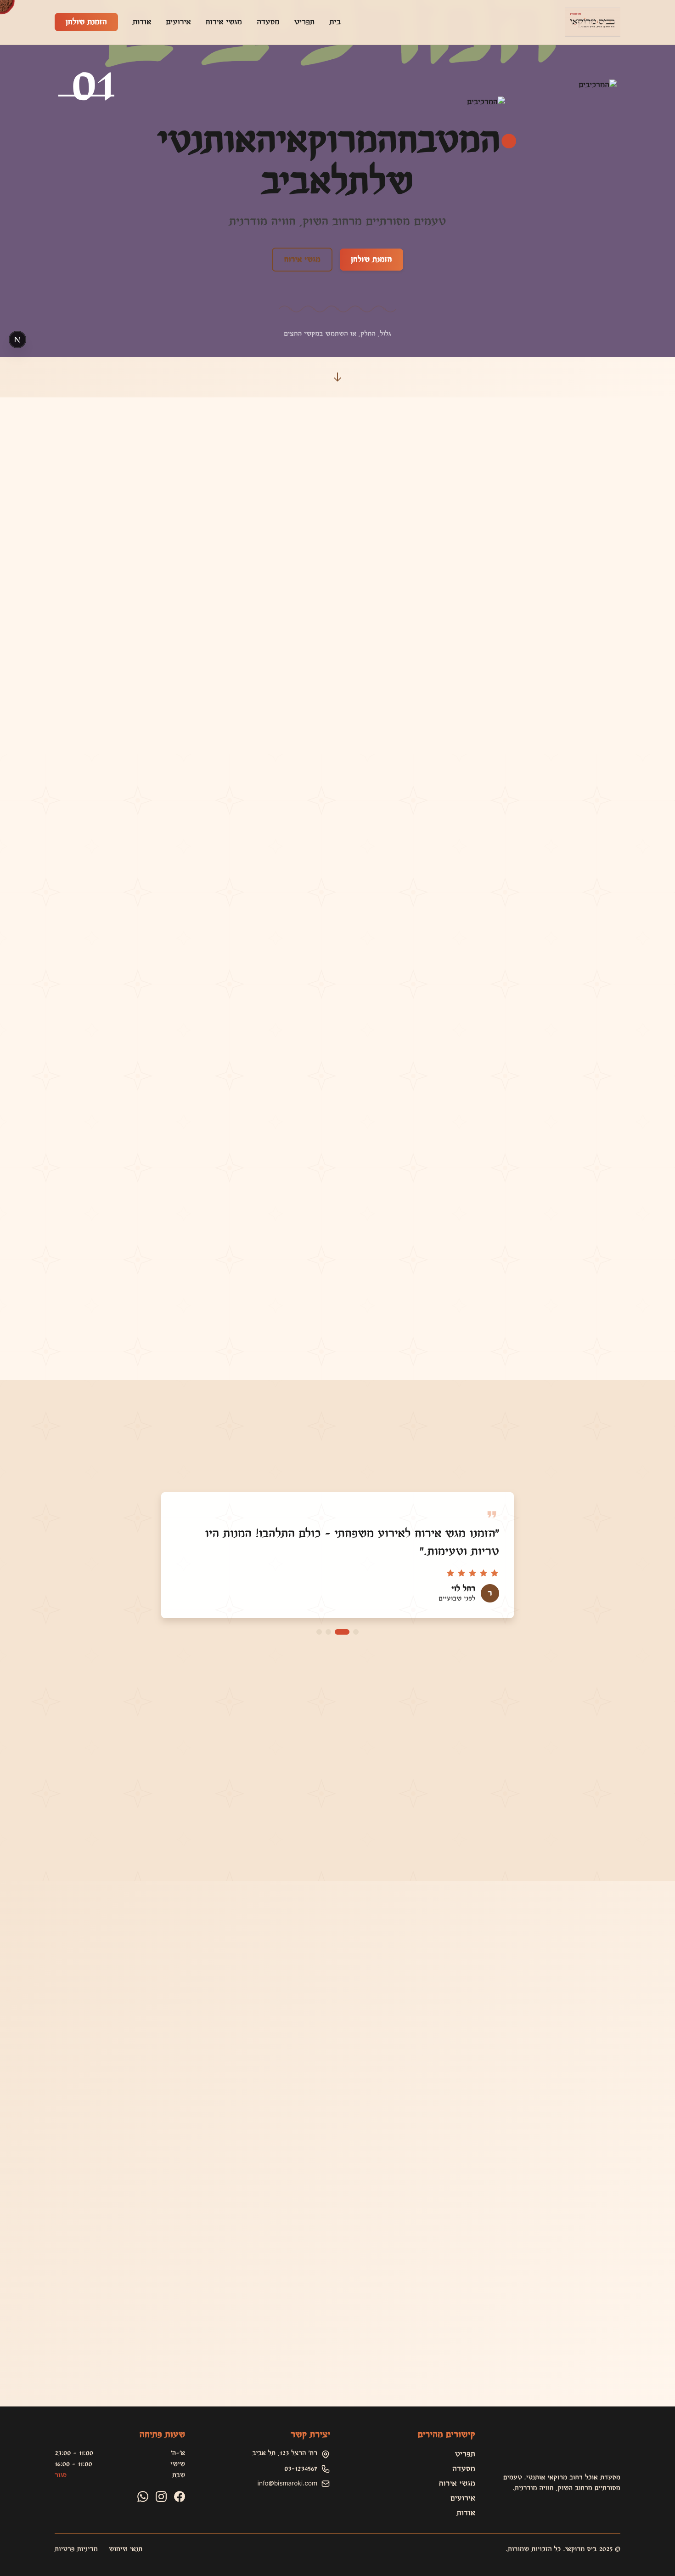 ביס מרוקאי
בית
תפריט
מסעדה
מגשי אירוח
אירועים
אודות
הזמנת שולחן
01
המרכיבים
המרכיבים
המטבחהמרוקאיהאותנטי
שלתלאביב
טעמים מסורתיים מרחוב השוק, חוויה מודרנית
הזמנת שולחן
מגשי אירוח
גלול, החלק, או השתמש במקשי החצים
N
"הזמנו מגש אירוח לאירוע משפחתי - כולם התלהבו! המנות היו
טריות וטעימות."
ר
רחל לוי
לפני שבועיים
מסעדת אוכל רחוב מרוקאי אותנטי. טעמים
מסורתיים מרחוב השוק, חוויה מודרנית.
קישורים מהירים
תפריט
מסעדה
מגשי אירוח
אירועים
אודות
יצירת קשר
רח' הרצל 123, תל אביב
03-1234567
info@bismaroki.com
שעות פתיחה
א'-ה' 11:00 - 23:00
שישי 11:00 - 16:00
שבת סגור
© 2025 ביס מרוקאי. כל הזכויות שמורות.
תנאי שימוש
מדיניות פרטיות